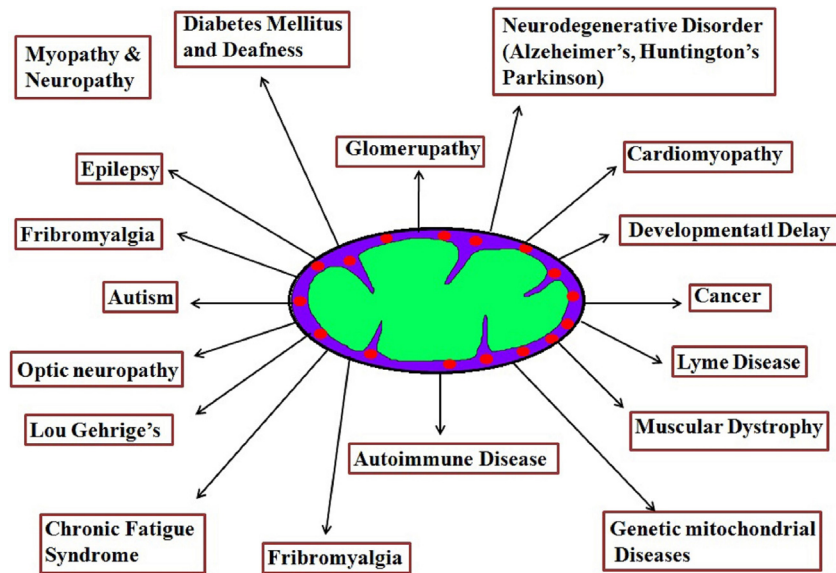 Myopathy &
Neuropathy
Diabetes Mellitus
and Deafness
Neurodegenerative Disorder
(Alzeheimer's, Huntington's
Parkinson)
Glomerupathy
Cardiomyopathy
Epilepsy
Fribromyalgia
Developmentatl Delay
Autism
Cancer
Optic neuropathy
Lyme Disease
Lou Gehrige's
Muscular Dystrophy
Autoimmune Disease
Chronic Fatigue
Syndrome
Fribromyalgia
Genetic mitochondrial
Diseases